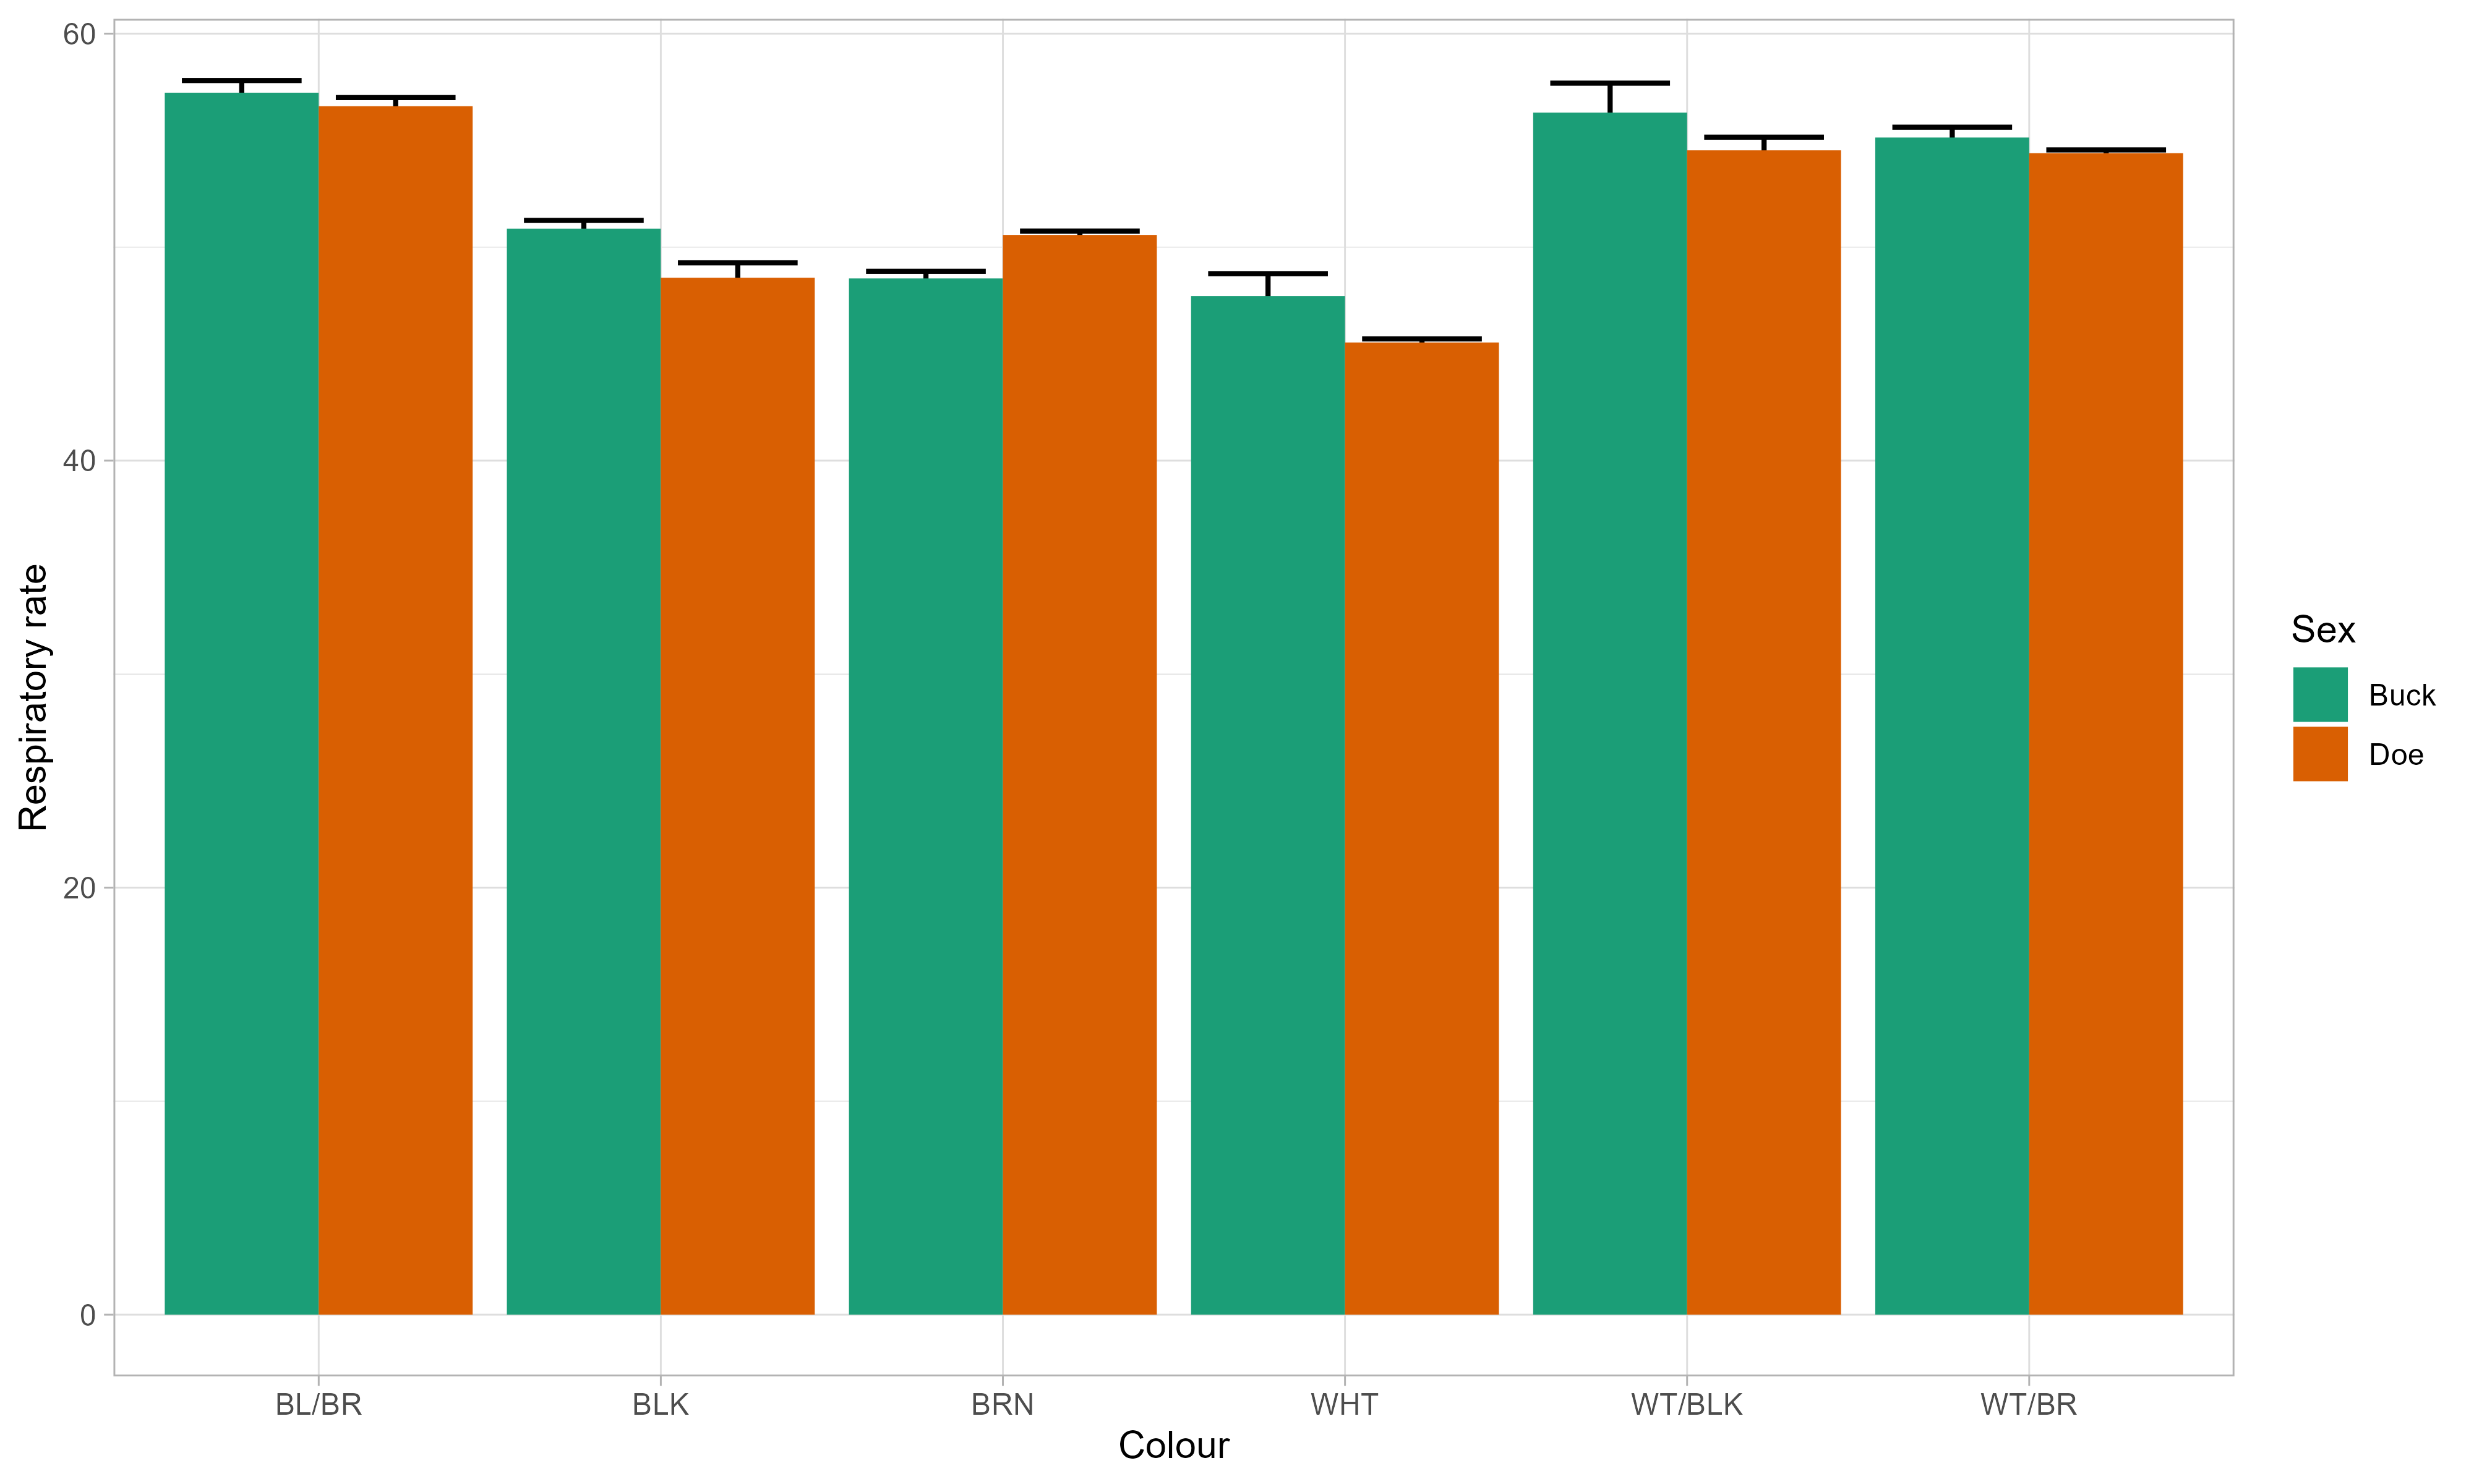 60
40
20
0
Respiratory rate
BL/BR
BLK
BRN
WHT
WT/BLK
WT/BR
Colour
Sex
Buck
Doe